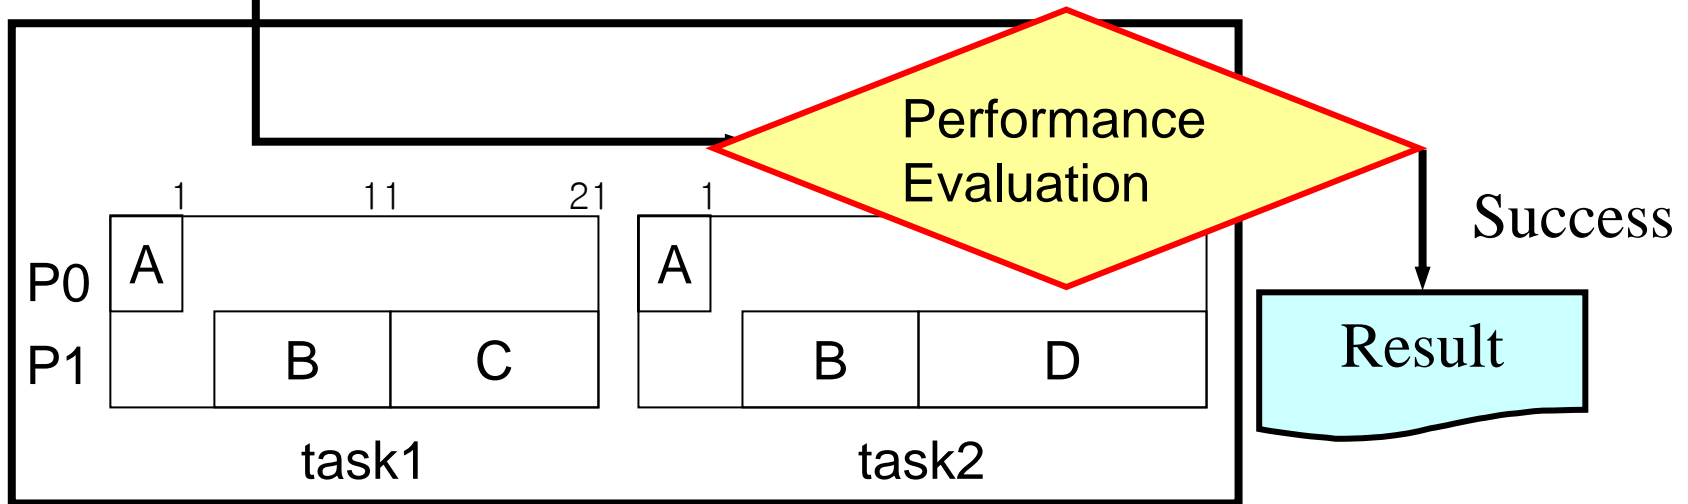 Performance
Evaluation
1 11 21 1
Success
P0 A A
Result
P1 B C B D
task1 task2